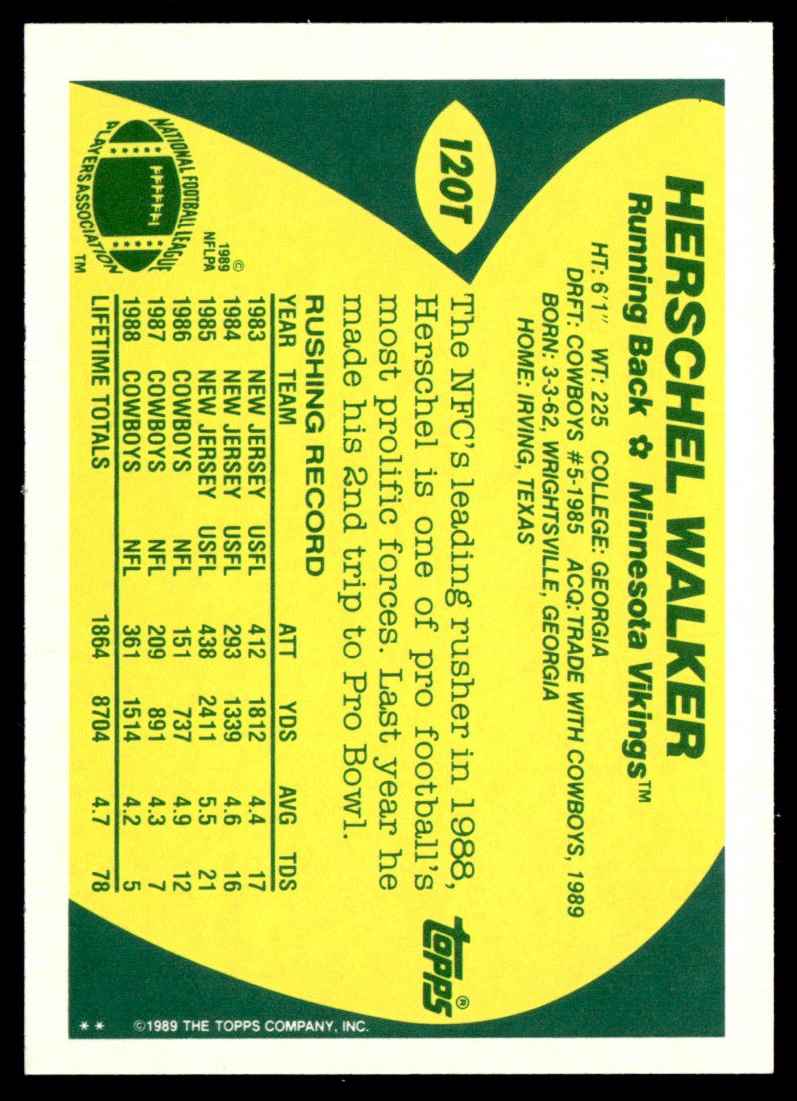 120T
HERSCHEL WALKER
Running Back ✿ Minnesota Vikings™
HT: 6'1" WT: 225 COLLEGE: GEORGIA
DRFT: COWBOYS #5-1985 ACQ: TRADE WITH COWBOYS, 1989
BORN: 3-3-62, WRIGHTSVILLE, GEORGIA
HOME: IRVING, TEXAS
The NFC's leading rusher in 1988,
Herschel is one of pro football's
most prolific forces. Last year he
made his 2nd trip to Pro Bowl.
topps®
RUSHING RECORD
YEAR TEAM ATT YDS AVG TDS
1983 NEW JERSEY USFL 412 1812 4.4 17
1984 NEW JERSEY USFL 293 1339 4.6 16
1985 NEW JERSEY USFL 438 2411 5.5 21
1986 COWBOYS NFL 151 737 4.9 12
1987 COWBOYS NFL 209 891 4.3 7
1988 COWBOYS NFL 361 1514 4.2 5
LIFETIME TOTALS 1864 8704 4.7 78
NATIONAL FOOTBALL LEAGUE
PLAYERS ASSOCIATION
TM
©
1989
NFLPA
** ©1989 THE TOPPS COMPANY, INC.